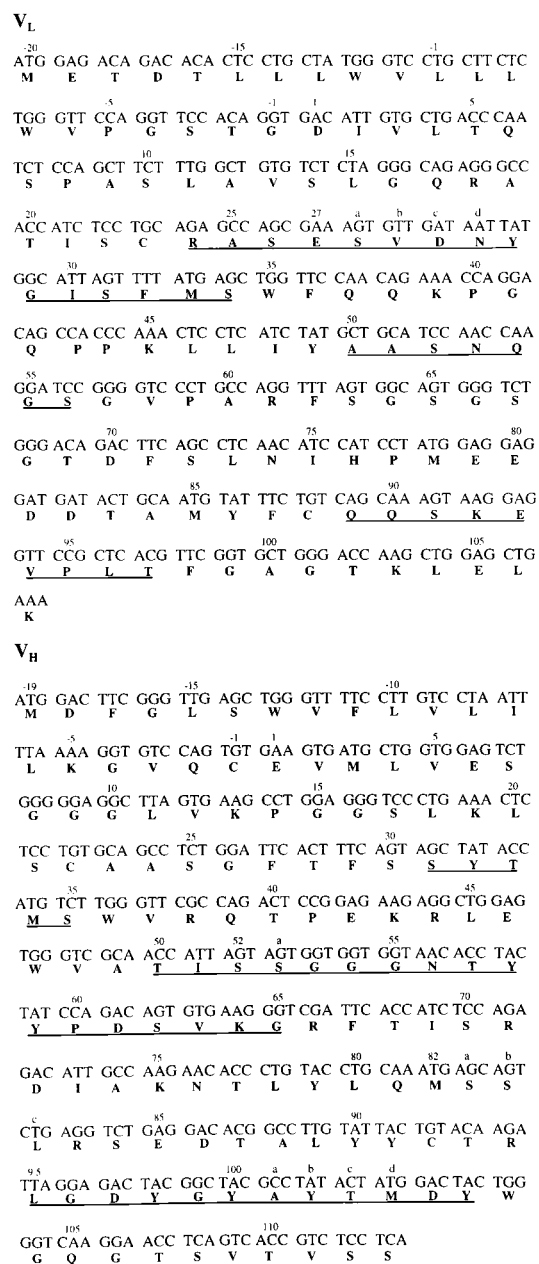 VL
-20 -15 -1
ATG GAG ACA GAC ACA CTC CTG CTA TGG GTC CTG CTT CTC
M E T D T L L L W V L L L
-5 -1 1 5
TGG GTT CCA GGT TCC ACA GGT GAC ATT GTG CTG ACC CAA
W V P G S T G D I V L T Q
10 15
TCT CCA GCT TCT TTG GCT GTG TCT CTA GGG CAG AGG GCC
S P A S L A V S L G Q R A
20 25 27 a b c d
ACC ATC TCC TGC AGA GCC AGC GAA AGT GTT GAT AAT TAT
T I S C R A S E S V D N Y
30 35 40
GGC ATT AGT TTT ATG AGC TGG TTC CAA CAG AAA CCA GGA
G I S F M S W F Q Q K P G
45 50
CAG CCA CCC AAA CTC CTC ATC TAT GCT GCA TCC AAC CAA
Q P P K L L I Y A A S N Q
55 60 65
GGA TCC GGG GTC CCT GCC AGG TTT AGT GGC AGT GGG TCT
G S G V P A R F S G S G S
70 75 80
GGG ACA GAC TTC AGC CTC AAC ATC CAT CCT ATG GAG GAG
G T D F S L N I H P M E E
85 90
GAT GAT ACT GCA ATG TAT TTC TGT CAG CAA AGT AAG GAG
D D T A M Y F C Q Q S K E
95 100 105
GTT CCG CTC ACG TTC GGT GCT GGG ACC AAG CTG GAG CTG
V P L T F G A G T K L E L
AAA
K
VH
-19 -15 -10
ATG GAC TTC GGG TTG AGC TGG GTT TTC CTT GTC CTA ATT
M D F G L S W V F L V L I
-5 -1 1 5
TTA AAA GGT GTC CAG TGT GAA GTG ATG CTG GTG GAG TCT
L K G V Q C E V M L V E S
10 15 20
GGG GGA GGC TTA GTG AAG CCT GGA GGG TCC CTG AAA CTC
G G G L V K P G G S L K L
25 30
TCC TGT GCA GCC TCT GGA TTC ACT TTC AGT AGC TAT ACC
S C A A S G F T F S S Y T
35 40 45
ATG TCT TGG GTT CGC CAG ACT CCG GAG AAG AGG CTG GAG
M S W V R Q T P E K R L E
50 52 a 55
TGG GTC GCA ACC ATT AGT AGT GGT GGT GGT AAC ACC TAC
W V A T I S S G G G N T Y
60 65 70
TAT CCA GAC AGT GTG AAG GGT CGA TTC ACC ATC TCC AGA
Y P D S V K G R F T I S R
75 80 82 a b
GAC ATT GCC AAG AAC ACC CTG TAC CTG CAA ATG AGC AGT
D I A K N T L Y L Q M S S
c 85 90
CTG AGG TCT GAG GAC ACG GCC TTG TAT TAC TGT ACA AGA
L R S E D T A L Y Y C T R
95 100 a b c d
TTA GGA GAC TAC GGC TAC GCC TAT ACT ATG GAC TAC TGG
L G D Y G Y A Y T M D Y W
105 110
GGT CAA GGA ACC TCA GTC ACC GTC TCC TCA
G Q G T S V T V S S